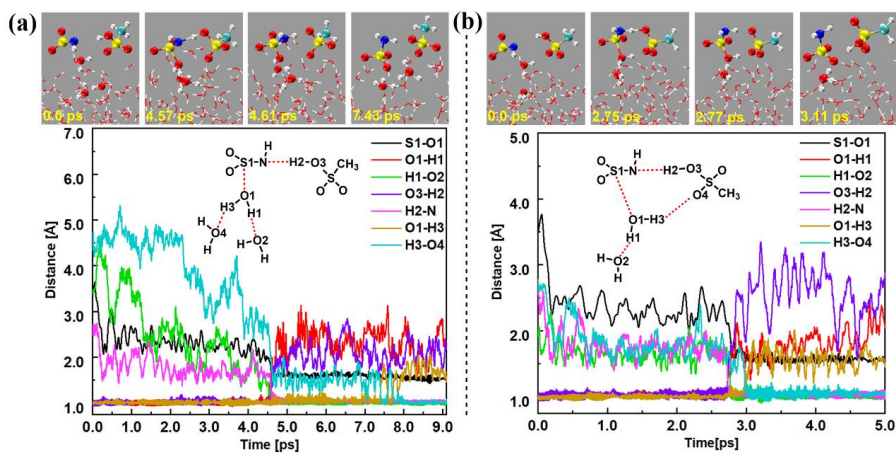 (a)
0.0 ps
4.57 ps
4.61 ps
7.43 ps
7.0
6.0
5.0
4.0
3.0
2.0
1.0
Distance [Å]
0.0 1.0 2.0 3.0 4.0 5.0 6.0 7.0 8.0 9.0
Time [ps]
H
O
S1-N
H2-O3
CH3
O
S
O
O
O1
H3
H
H1
H
O4
H
H
O2
H
S1-O1
O1-H1
H1-O2
O3-H2
H2-N
O1-H3
H3-O4
(b)
0.0 ps
2.75 ps
2.77 ps
3.11 ps
5.0
4.0
3.0
2.0
1.0
Distance [Å]
0.0 1.0 2.0 3.0 4.0 5.0
Time[ps]
H
O
S1-N
H2-O3
O
S
O
O4
CH3
O1-H3
H1
H
O2
H
S1-O1
O1-H1
H1-O2
O3-H2
H2-N
O1-H3
H3-O4